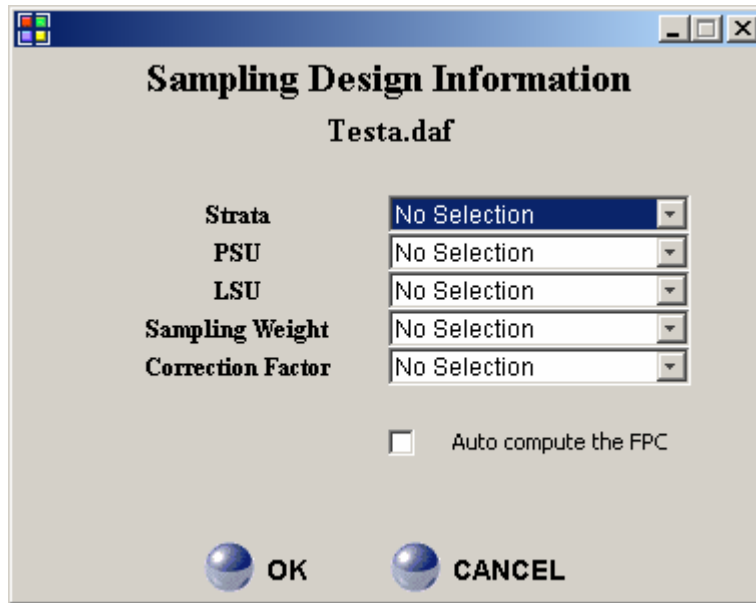 Sampling Design Information
Testa.daf
Strata No Selection
PSU No Selection
LSU No Selection
Sampling Weight No Selection
Correction Factor No Selection
Auto compute the FPC
OK CANCEL